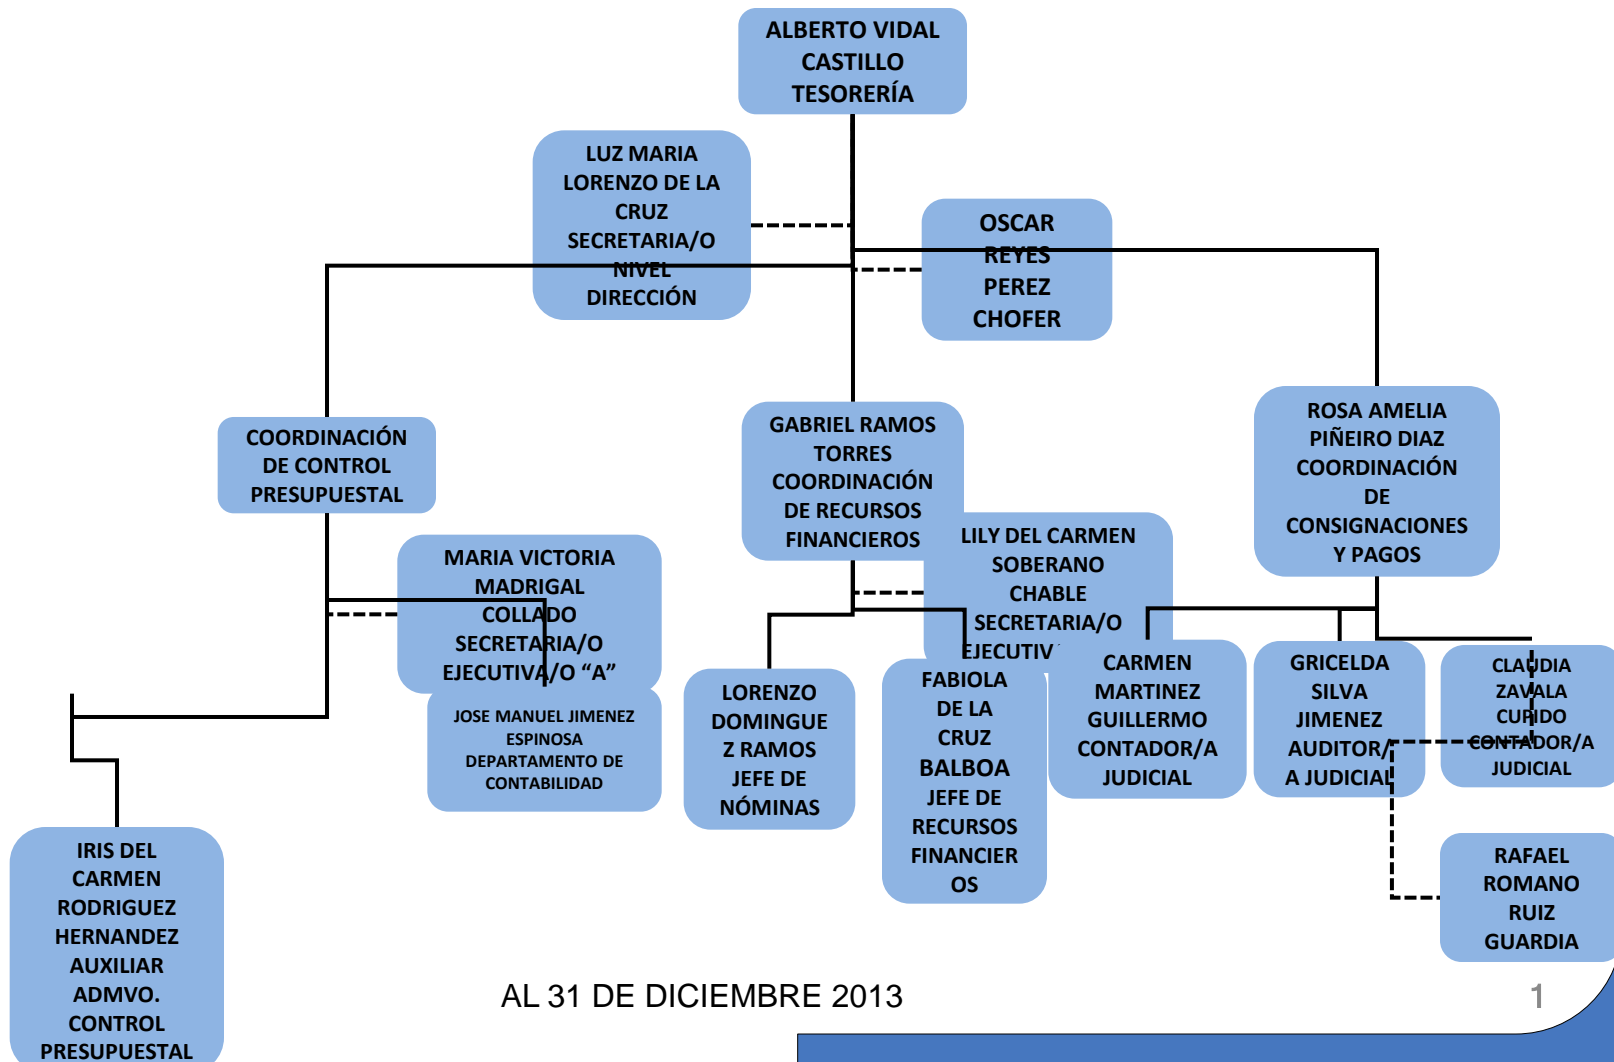 ALBERTO VIDAL
CASTILLO
TESORERÍA
LUZ MARIA
LORENZO DE LA
CRUZ
SECRETARIA/O
NIVEL
DIRECCIÓN
OSCAR
REYES
PEREZ
CHOFER
COORDINACIÓN
DE CONTROL
PRESUPUESTAL
GABRIEL RAMOS
TORRES
COORDINACIÓN
DE RECURSOS
FINANCIEROS
ROSA AMELIA
PIÑEIRO DIAZ
COORDINACIÓN
DE
CONSIGNACIONES
Y PAGOS
MARIA VICTORIA
MADRIGAL
COLLADO
SECRETARIA/O
EJECUTIVA/O “A”
LILY DEL CARMEN
SOBERANO
CHABLE
SECRETARIA/O
JOSE MANUEL JIMENEZ
ESPINOSA
DEPARTAMENTO DE
CONTABILIDAD
LORENZO
DOMINGUE
Z RAMOS
JEFE DE
NÓMINAS
FABIOLA
DE LA
CRUZ
BALBOA
JEFE DE
RECURSOS
FINANCIER
OS
CARMEN
MARTINEZ
GUILLERMO
CONTADOR/A
JUDICIAL
GRICELDA
SILVA
JIMENEZ
AUDITOR/
A JUDICIAL
CLAUDIA
ZAVALA
CUPIDO
CONTADOR/A
JUDICIAL
RAFAEL
ROMANO
RUIZ
GUARDIA
IRIS DEL
CARMEN
RODRIGUEZ
HERNANDEZ
AUXILIAR
ADMVO.
CONTROL
PRESUPUESTAL
AL 31 DE DICIEMBRE 2013
1